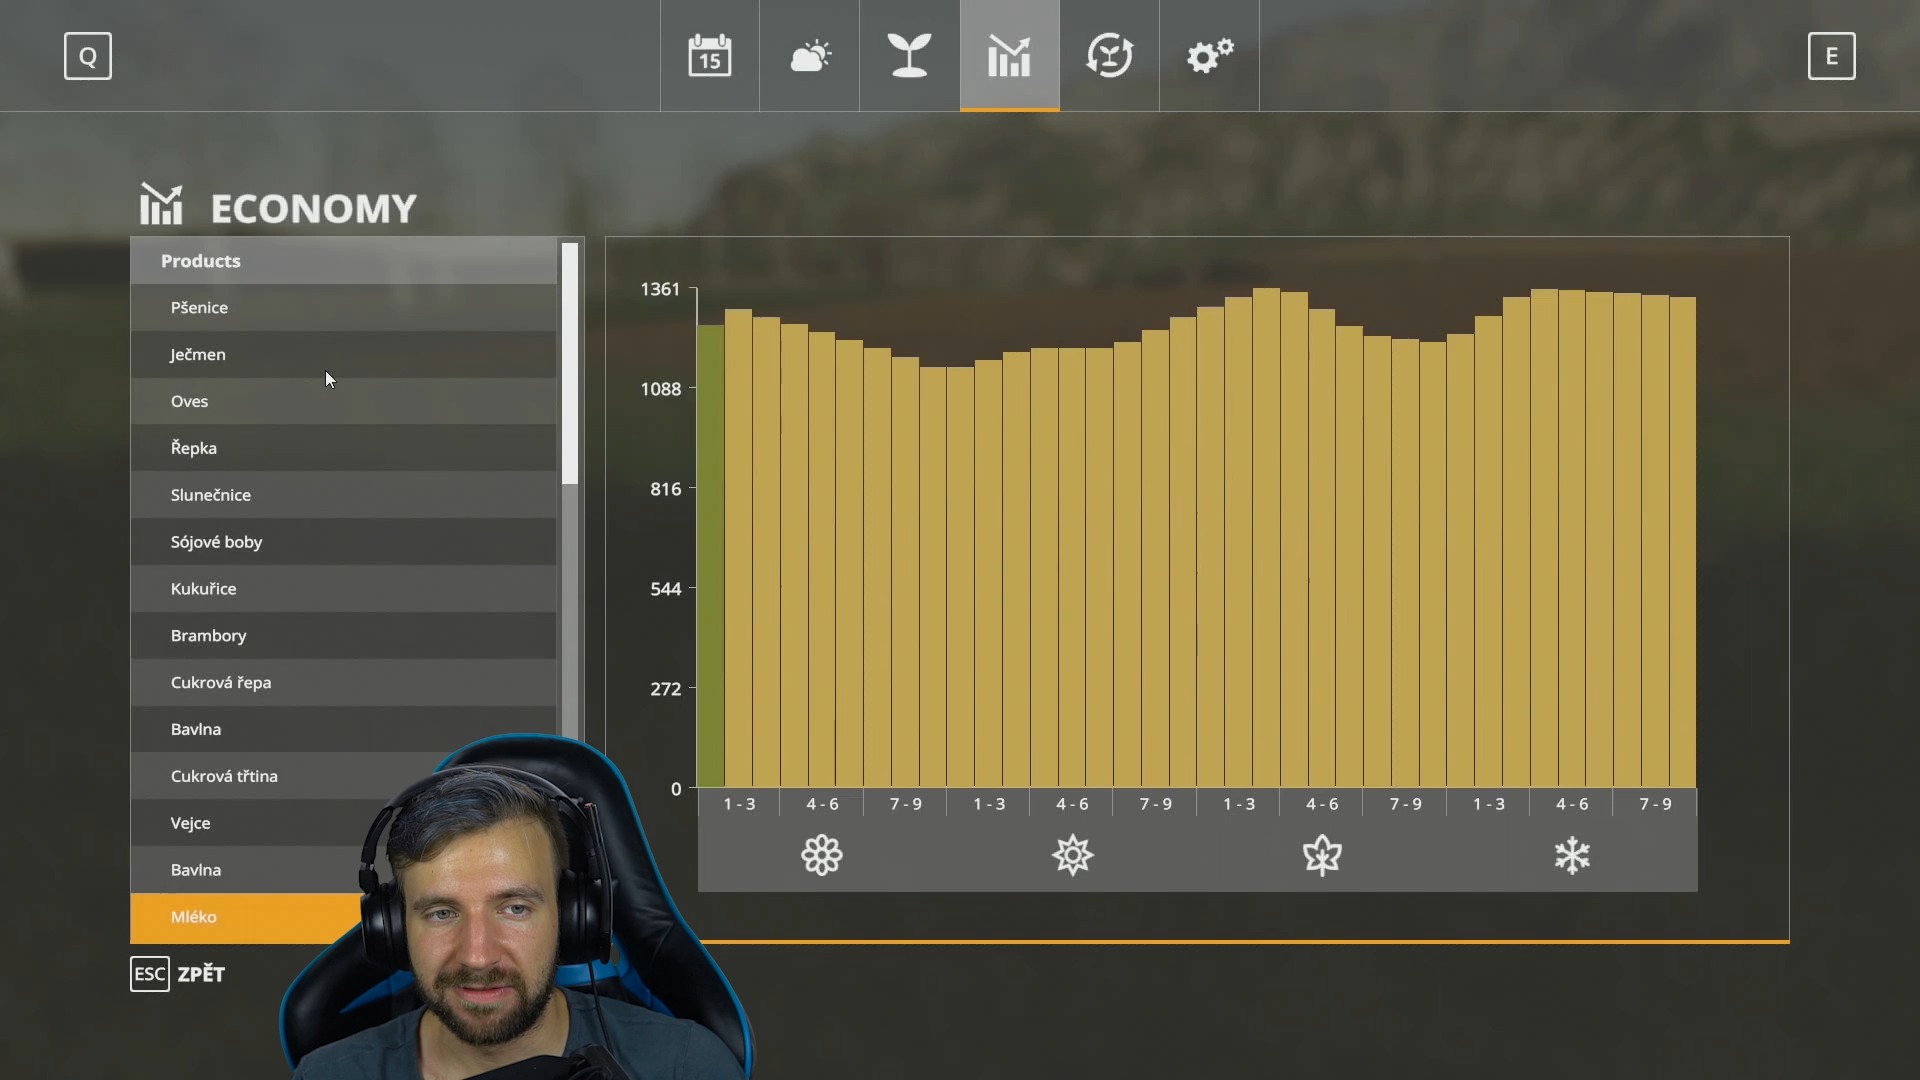 Q
15
E
ECONOMY
Products
Pšenice
Ječmen
Oves
Řepka
Slunečnice
Sójové boby
Kukuřice
Brambory
Cukrová řepa
Bavlna
Cukrová třtina
Vejce
Bavlna
Mléko
ESC ZPĚT
1361
1088
816
544
272
0
1 - 3 4 - 6 7 - 9 1 - 3 4 - 6 7 - 9 1 - 3 4 - 6 7 - 9 1 - 3 4 - 6 7 - 9